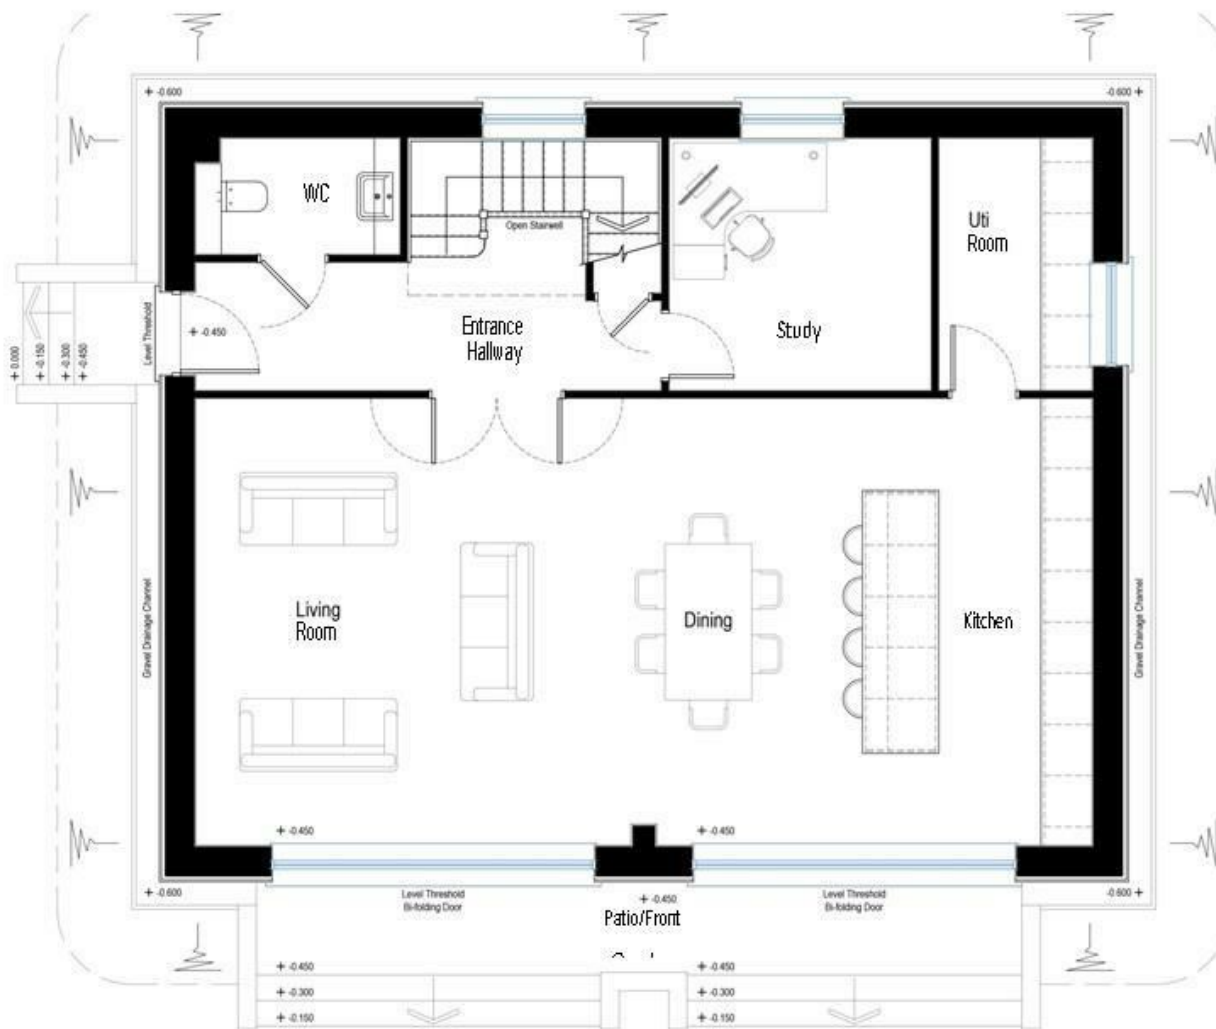 + -0.600
-0.600 +
WC
Open Stairwell
Uti
Room
Level Threshold
+ 0.000
+ -0.150
+ -0.300
+ -0.450
+ -0.450
Entrance
Hallway
Study
Gravel Drainage Channel
Living
Room
Dining
Kitchen
Gravel Drainage Channel
+ -0.450
+ -0.450
+ -0.600
-0.600 +
Level Threshold
Bi-folding Door
+ -0.450
Level Threshold
Bi-folding Door
Patio/Front
+ -0.450
+ -0.300
+ -0.150
+ -0.450
+ -0.300
+ -0.150